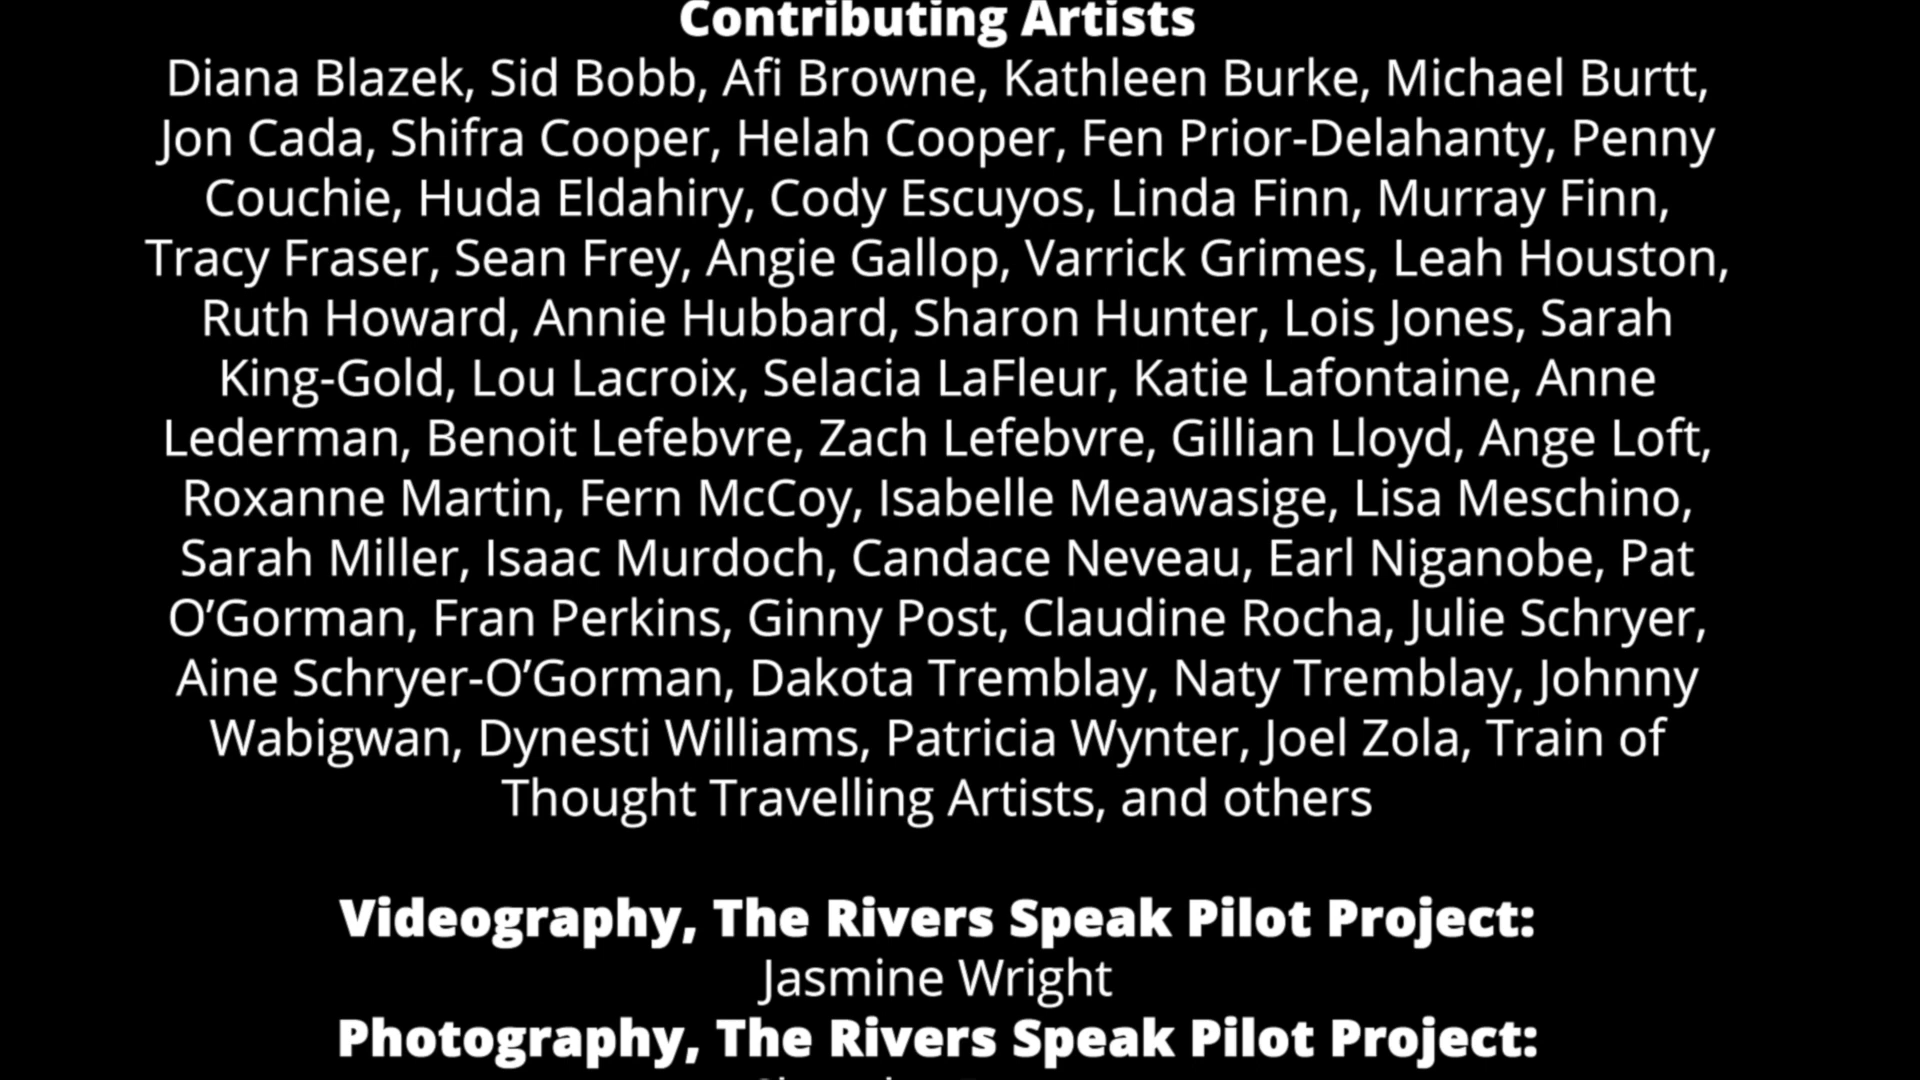 Contributing Artists
Diana Blazek, Sid Bobb, Afi Browne, Kathleen Burke, Michael Burtt,
Jon Cada, Shifra Cooper, Helah Cooper, Fen Prior-Delahanty, Penny
Couchie, Huda Eldahiry, Cody Escuyos, Linda Finn, Murray Finn,
Tracy Fraser, Sean Frey, Angie Gallop, Varrick Grimes, Leah Houston,
Ruth Howard, Annie Hubbard, Sharon Hunter, Lois Jones, Sarah
King-Gold, Lou Lacroix, Selacia LaFleur, Katie Lafontaine, Anne
Lederman, Benoit Lefebvre, Zach Lefebvre, Gillian Lloyd, Ange Loft,
Roxanne Martin, Fern McCoy, Isabelle Meawasige, Lisa Meschino,
Sarah Miller, Isaac Murdoch, Candace Neveau, Earl Niganobe, Pat
O’Gorman, Fran Perkins, Ginny Post, Claudine Rocha, Julie Schryer,
Aine Schryer-O’Gorman, Dakota Tremblay, Naty Tremblay, Johnny
Wabigwan, Dynesti Williams, Patricia Wynter, Joel Zola, Train of
Thought Travelling Artists, and others
Videography, The Rivers Speak Pilot Project:
Jasmine Wright
Photography, The Rivers Speak Pilot Project: